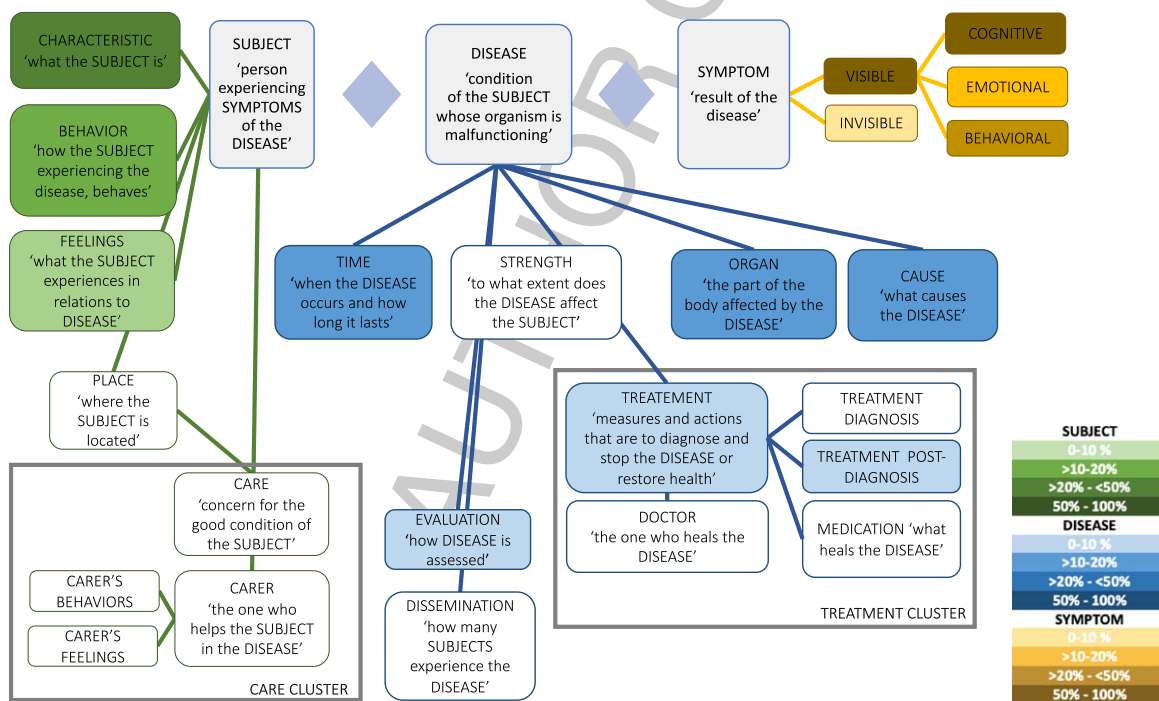 CHARACTERISTIC
‘what the SUBJECT is’
SUBJECT
‘person
experiencing
SYMPTOMS
of the
DISEASE’
DISEASE
‘condition
of the SUBJECT
whose organism is
malfunctioning’
SYMPTOM
‘result of the
disease’
VISIBLE
INVISIBLE
COGNITIVE
EMOTIONAL
BEHAVIORAL
BEHAVIOR
‘how the SUBJECT
experiencing the
disease, behaves’
FEELINGS
‘what the SUBJECT
experiences in
relations to
DISEASE’
TIME
‘when the DISEASE
occurs and how
long it lasts’
STRENGTH
‘to what extent does
the DISEASE affect
the SUBJECT’
ORGAN
‘the part of the
body affected by the
DISEASE’
CAUSE
‘what causes
the DISEASE’
PLACE
‘where the
SUBJECT is
located’
CARE
‘concern for the
good condition of
the SUBJECT’
CARER’S
BEHAVIORS
CARER’S
FEELINGS
CARER
‘the one who
helps the SUBJECT
in the DISEASE’
CARE CLUSTER
EVALUATION
‘how DISEASE is
assessed’
DISSEMINATION
‘how many
SUBJECTS
experience the
DISEASE’
TREATEMENT
‘measures and actions
that are to diagnose and
stop the DISEASE or
restore health’
DOCTOR
‘the one who heals the
DISEASE’
TREATMENT
DIAGNOSIS
TREATMENT POST-
DIAGNOSIS
MEDICATION ‘what
heals the DISEASE’
TREATMENT CLUSTER
SUBJECT
0-10 %
>10-20%
>20% - <50%
50% - 100%
DISEASE
0-10 %
>10-20%
>20% - <50%
50% - 100%
SYMPTOM
0-10 %
>10-20%
>20% - <50%
50% - 100%
AUTHOR